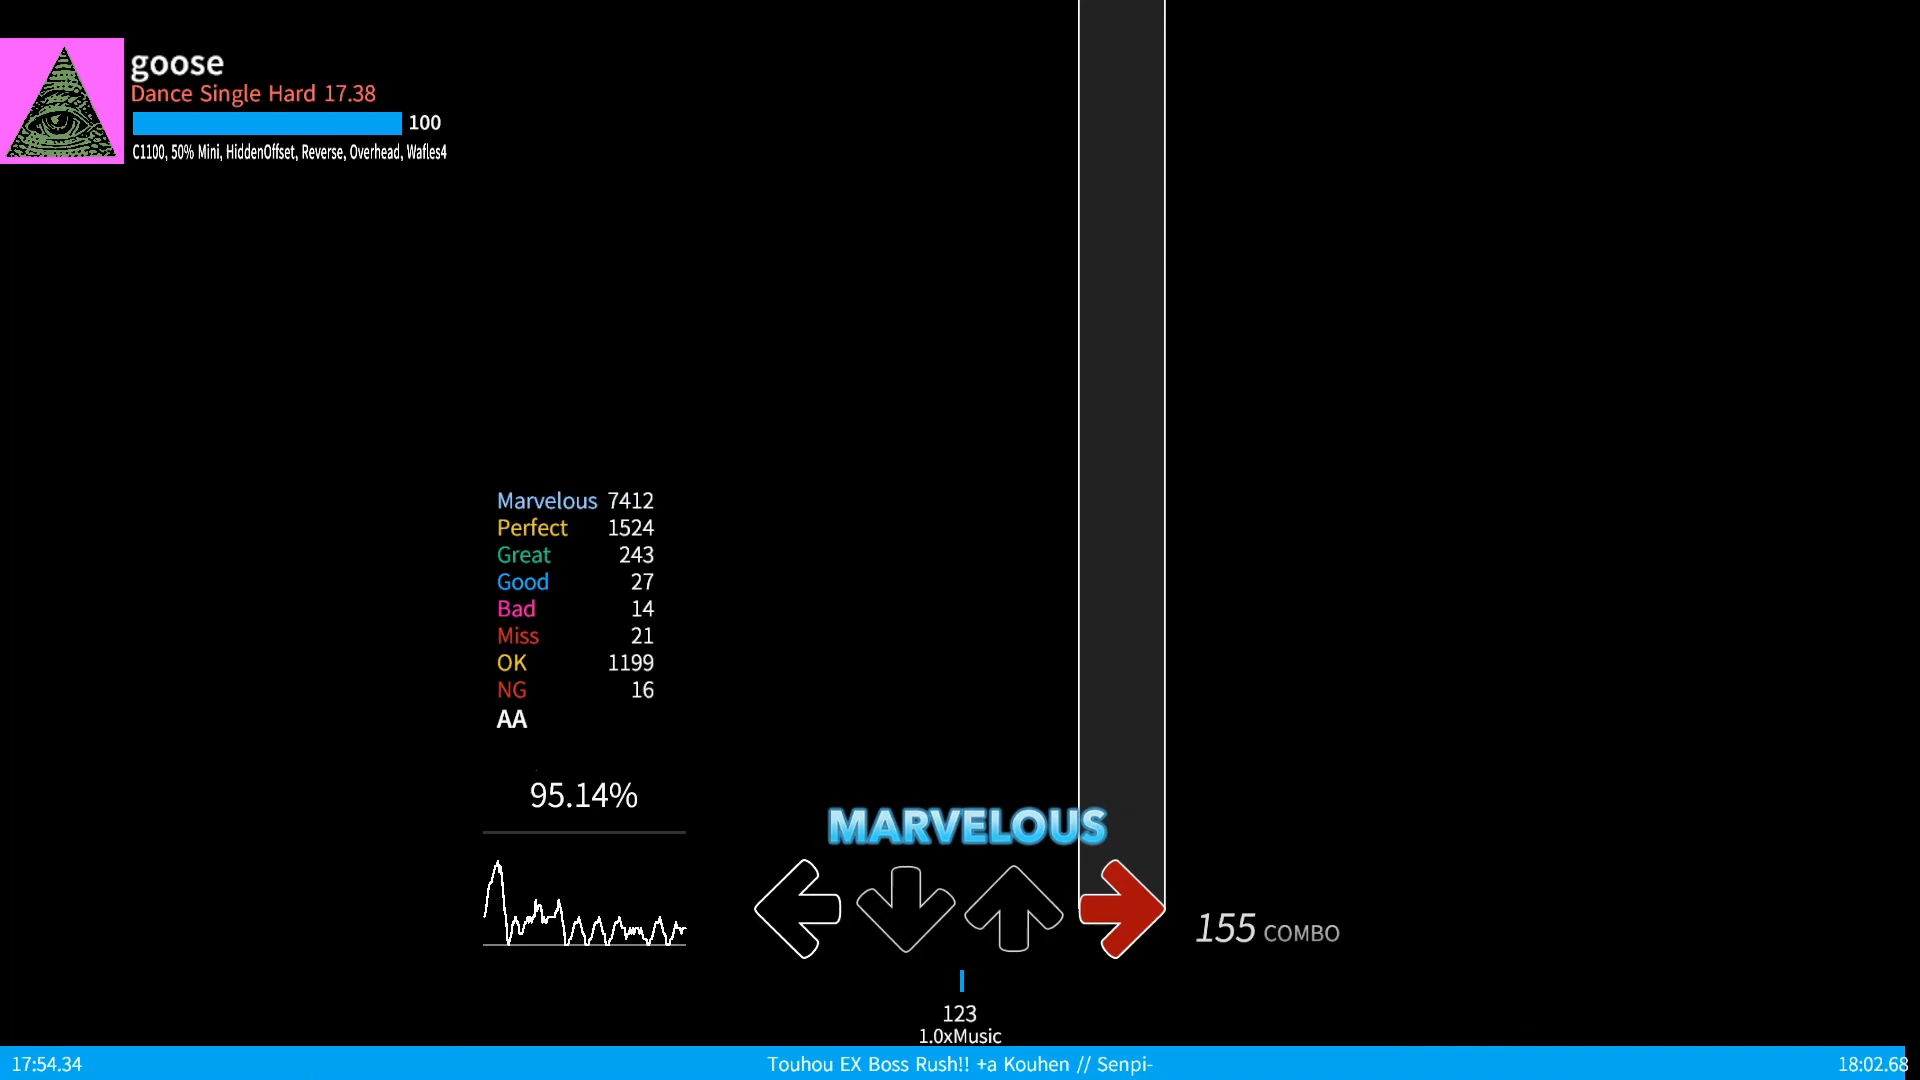 goose
Dance Single Hard 17.38
100
C1100, 50% Mini, HiddenOffset, Reverse, Overhead, Wafles4
Marvelous 7412
Perfect 1524
Great 243
Good 27
Bad 14
Miss 21
OK 1199
NG 16
AA
95.14%
MARVELOUS
155 COMBO
123
1.0xMusic
17:54.34 Touhou EX Boss Rush!! +a Kouhen // Senpi- 18:02.68